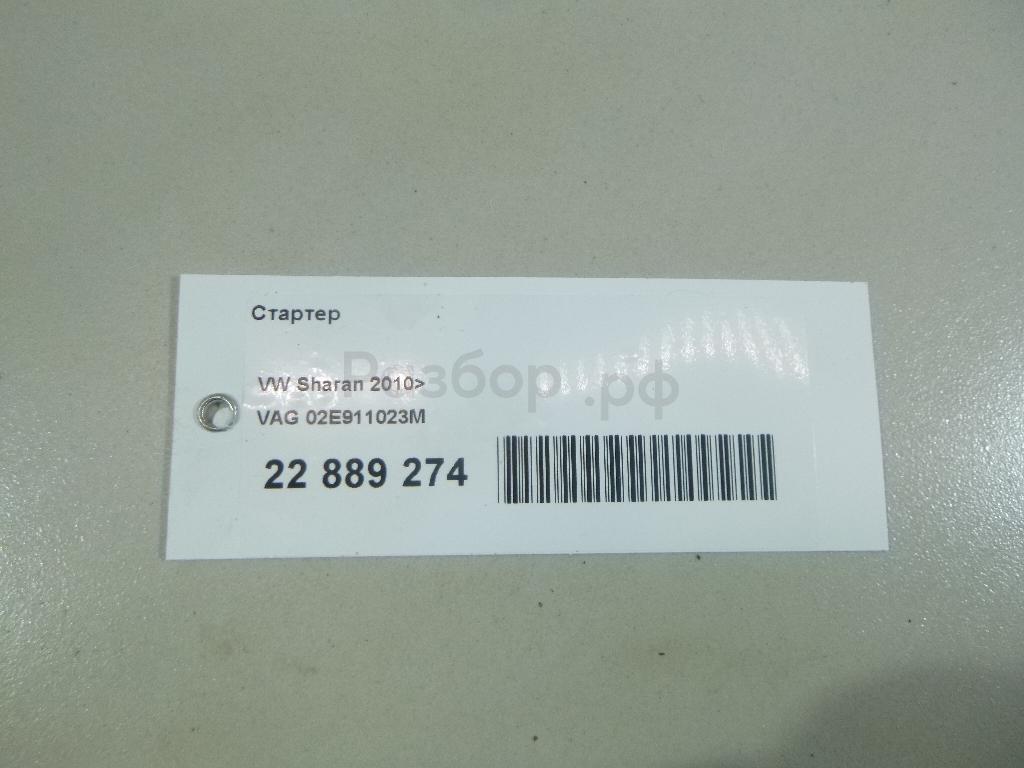 Стартер
Разбор.рф
VW Sharan 2010>
VAG 02E911023M
22 889 274